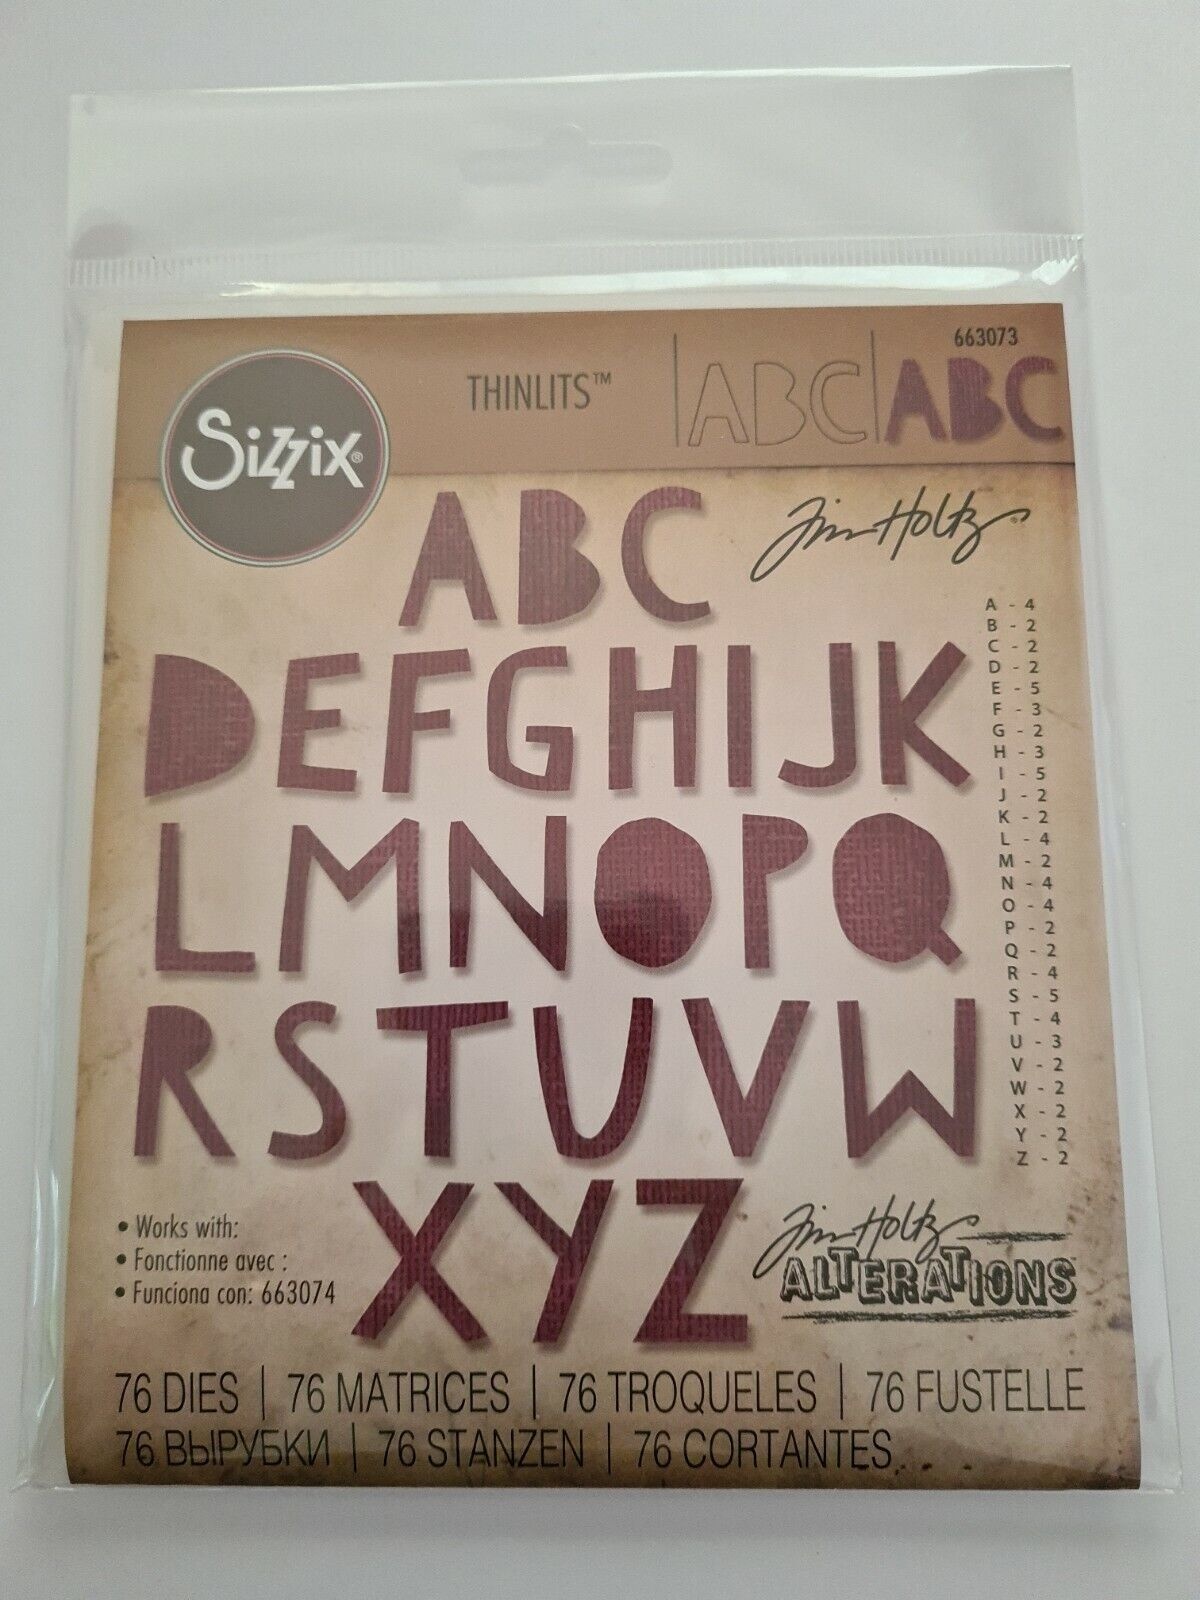 663073
Sizzix®
THINLITS™
ABC
ABC
ABC
Tim Holtz®
DEFGHIJK
LMNOPQ
RSTUVW
XYZ
A - 4
B - 2
C - 2
D - 2
E - 5
F - 3
G - 2
H - 3
I - 5
J - 2
K - 2
L - 4
M - 2
N - 4
O - 4
P - 2
Q - 2
R - 4
S - 5
T - 4
U - 3
V - 2
W - 2
X - 2
Y - 2
Z - 2
• Works with:
• Fonctionne avec :
• Funciona con: 663074
Tim Holtz
ALTERATIONS™
76 DIES | 76 MATRICES | 76 TROQUELES | 76 FUSTELLE
76 ВЫРУБКИ | 76 STANZEN | 76 CORTANTES